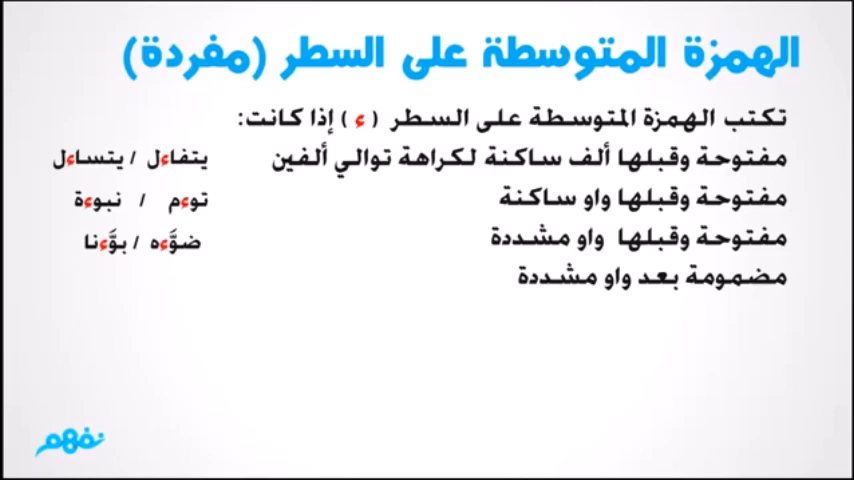 الهمزة المتوسطة على السطر (مفردة)
تكتب الهمزة المتوسطة على السطر ( ء ) إذا كانت:
مفتوحة وقبلها ألف ساكنة لكراهة توالي ألفين يتفاءل / يتساءل
مفتوحة وقبلها واو ساكنة توءم / نبوءة
مفتوحة وقبلها واو مشددة ضوَّءه / بوَّءنا
مضمومة بعد واو مشددة
نفهم